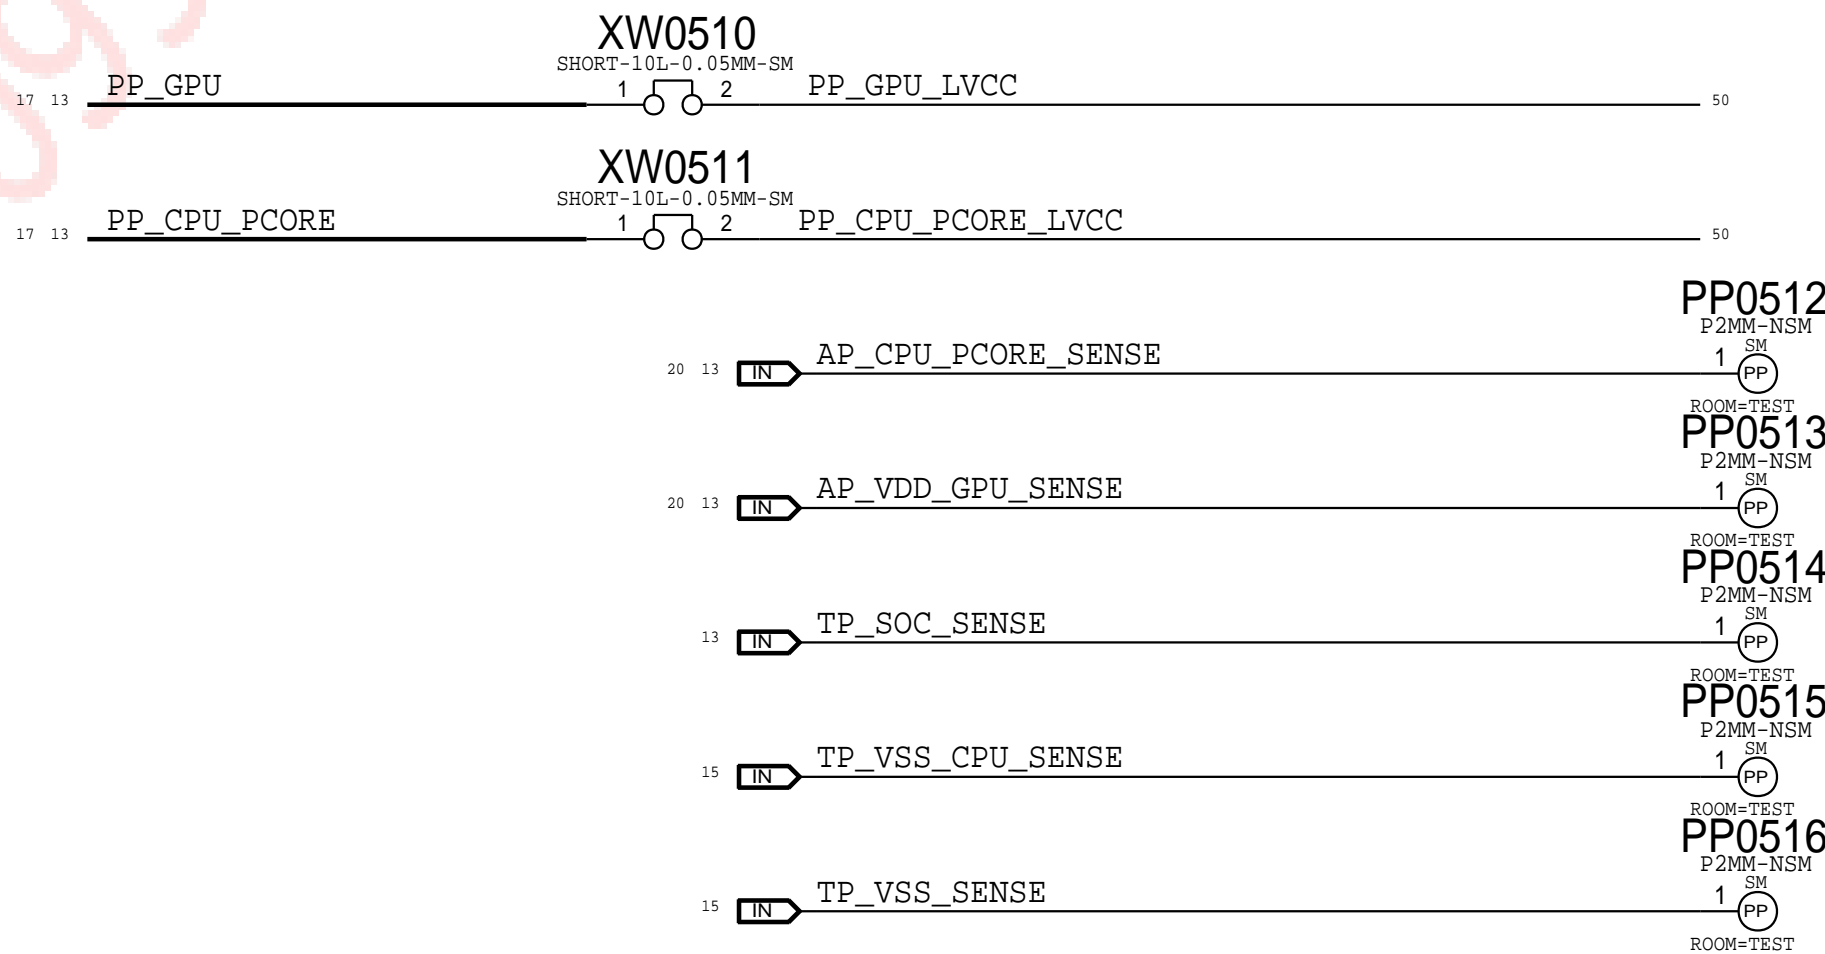 XW0510
SHORT-10L-0.05MM-SM
17 13 PP_GPU 1 2 PP_GPU_LVCC 50
XW0511
SHORT-10L-0.05MM-SM
17 13 PP_CPU_PCORE 1 2 PP_CPU_PCORE_LVCC 50
PP0512
P2MM-NSM
SM
20 13 IN AP_CPU_PCORE_SENSE 1 PP
ROOM=TEST
PP0513
P2MM-NSM
SM
20 13 IN AP_VDD_GPU_SENSE 1 PP
ROOM=TEST
PP0514
P2MM-NSM
SM
13 IN TP_SOC_SENSE 1 PP
ROOM=TEST
PP0515
P2MM-NSM
SM
15 IN TP_VSS_CPU_SENSE 1 PP
ROOM=TEST
PP0516
P2MM-NSM
SM
15 IN TP_VSS_SENSE 1 PP
ROOM=TEST